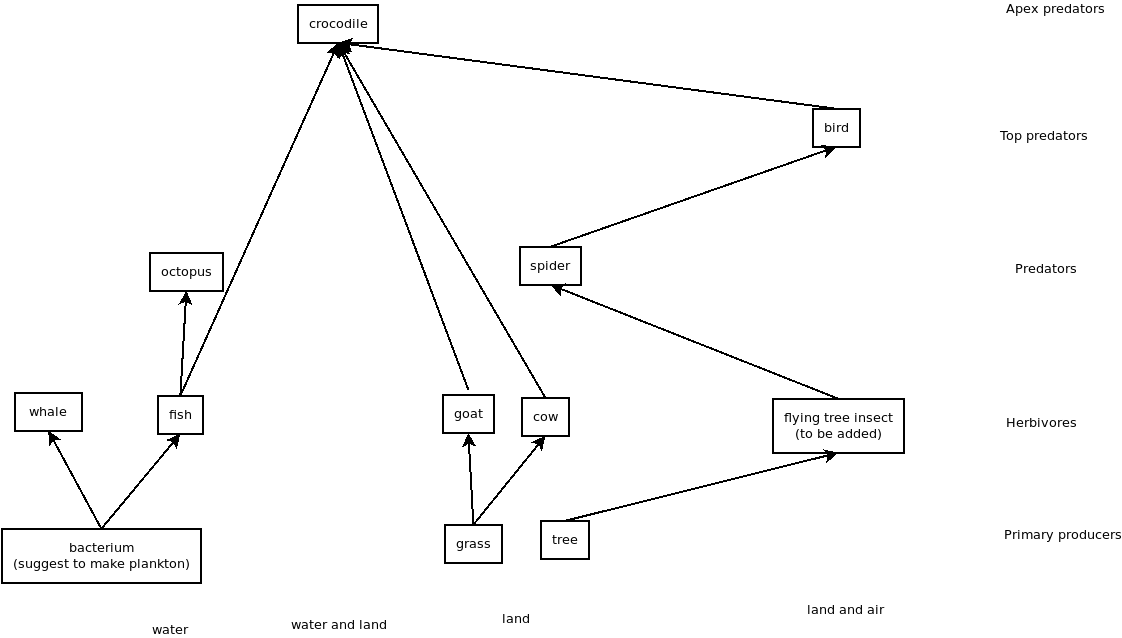 Apex predators
crocodile
bird
Top predators
octopus
spider
Predators
whale
fish
goat
cow
flying tree insect
(to be added)
Herbivores
bacterium
(suggest to make plankton)
grass
tree
Primary producers
water
water and land
land
land and air